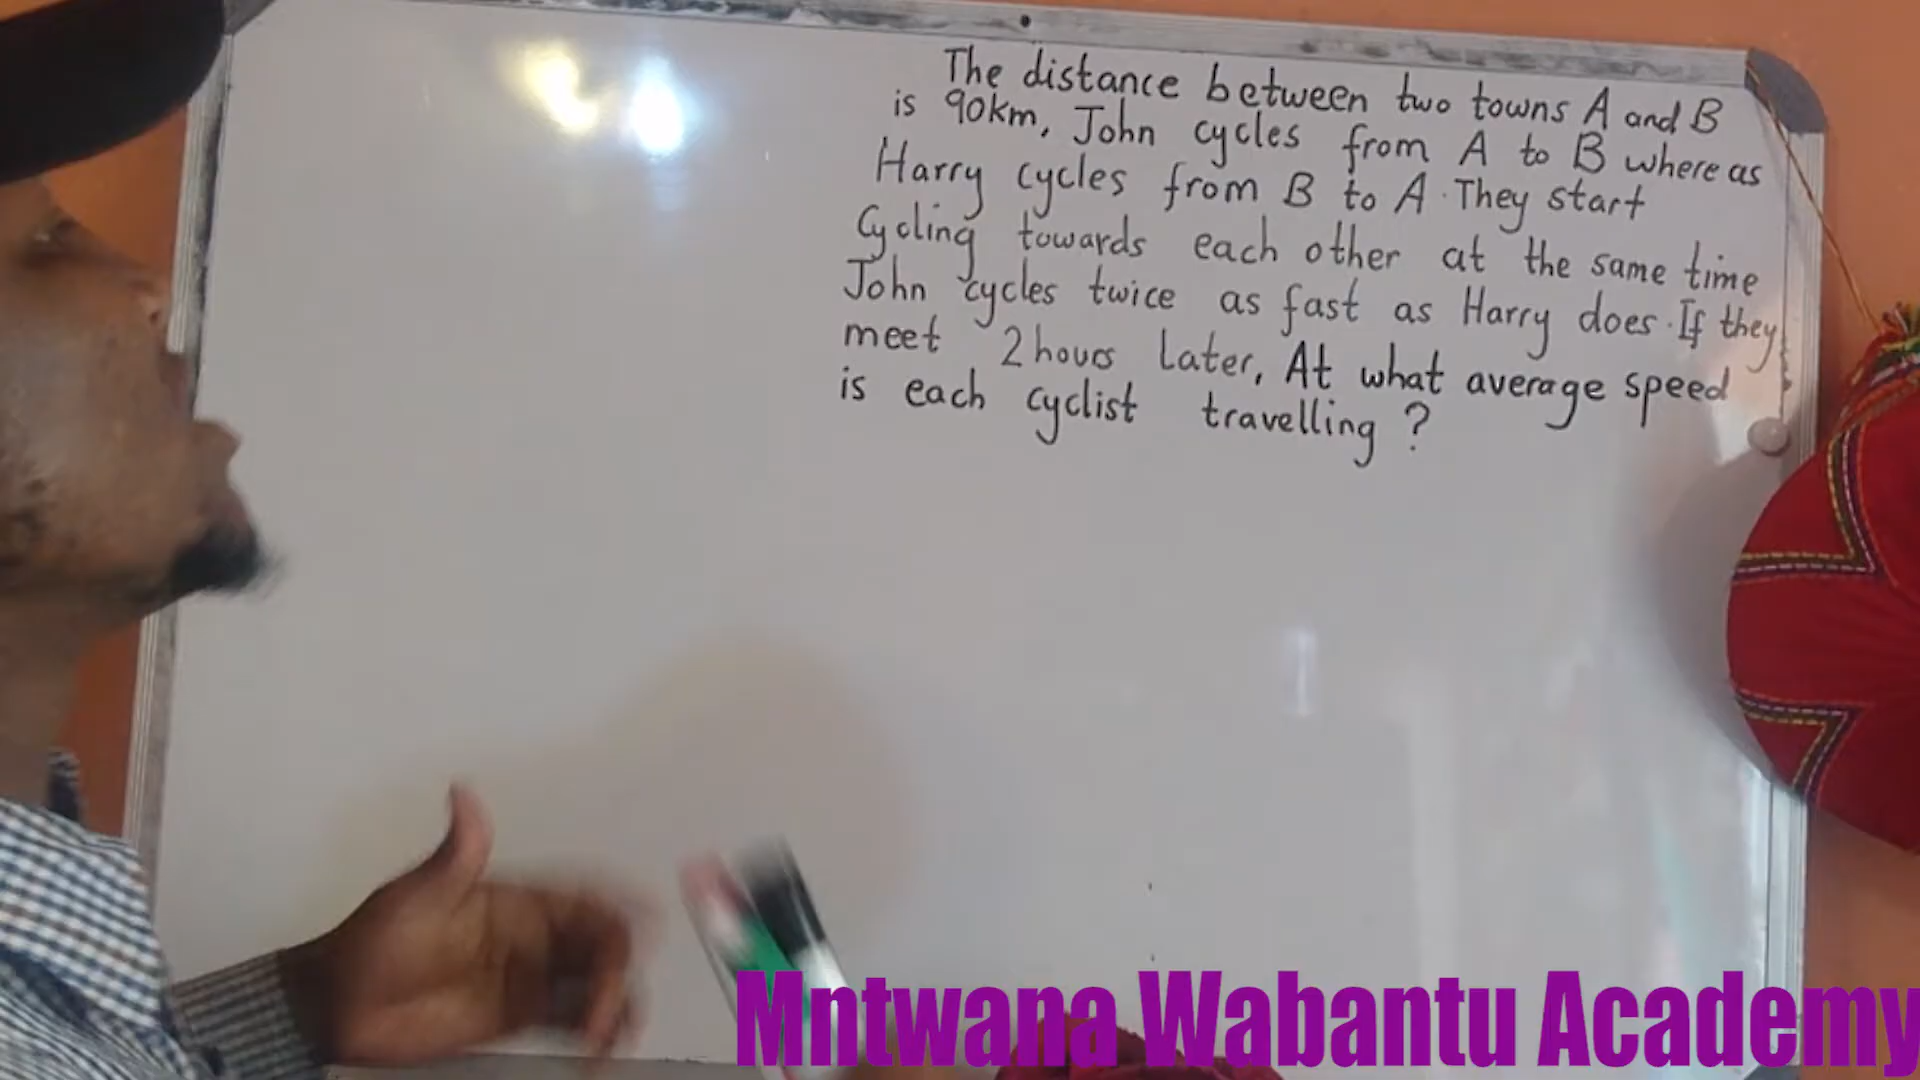 The distance between two towns A and B
is 90km, John cycles from A to B where as
Harry cycles from B to A. They start
Cycling towards each other at the same time
John cycles twice as fast as Harry does. If they
meet 2 hours Later, At what average speed
is each cyclist travelling?
Mntwana Wabantu Academy